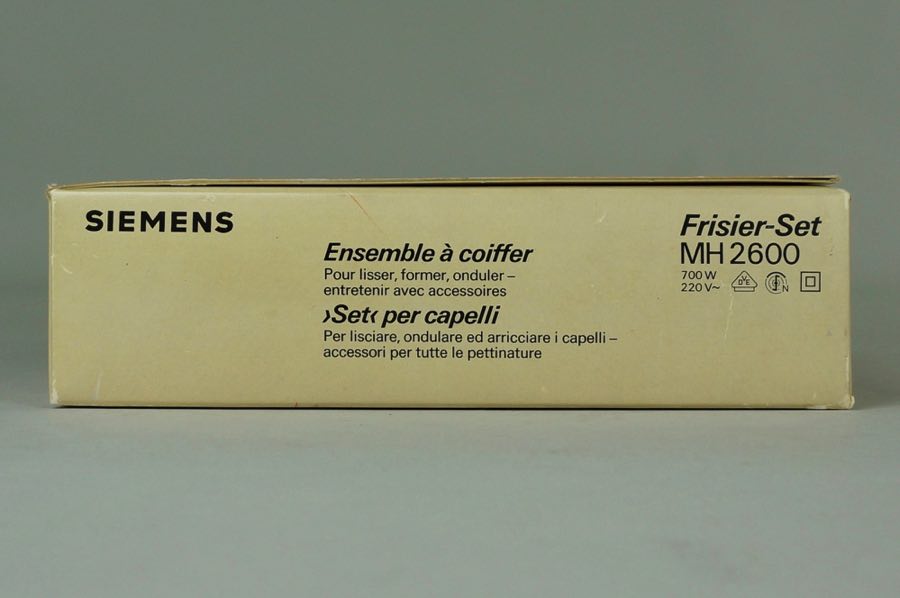 SIEMENS
Ensemble à coiffer
Pour lisser, former, onduler –
entretenir avec accessoires
›Set‹ per capelli
Per lisciare, ondulare ed arricciare i capelli –
accessori per tutte le pettinature
Frisier-Set
MH 2600
700 W
220 V~
VDE
S N